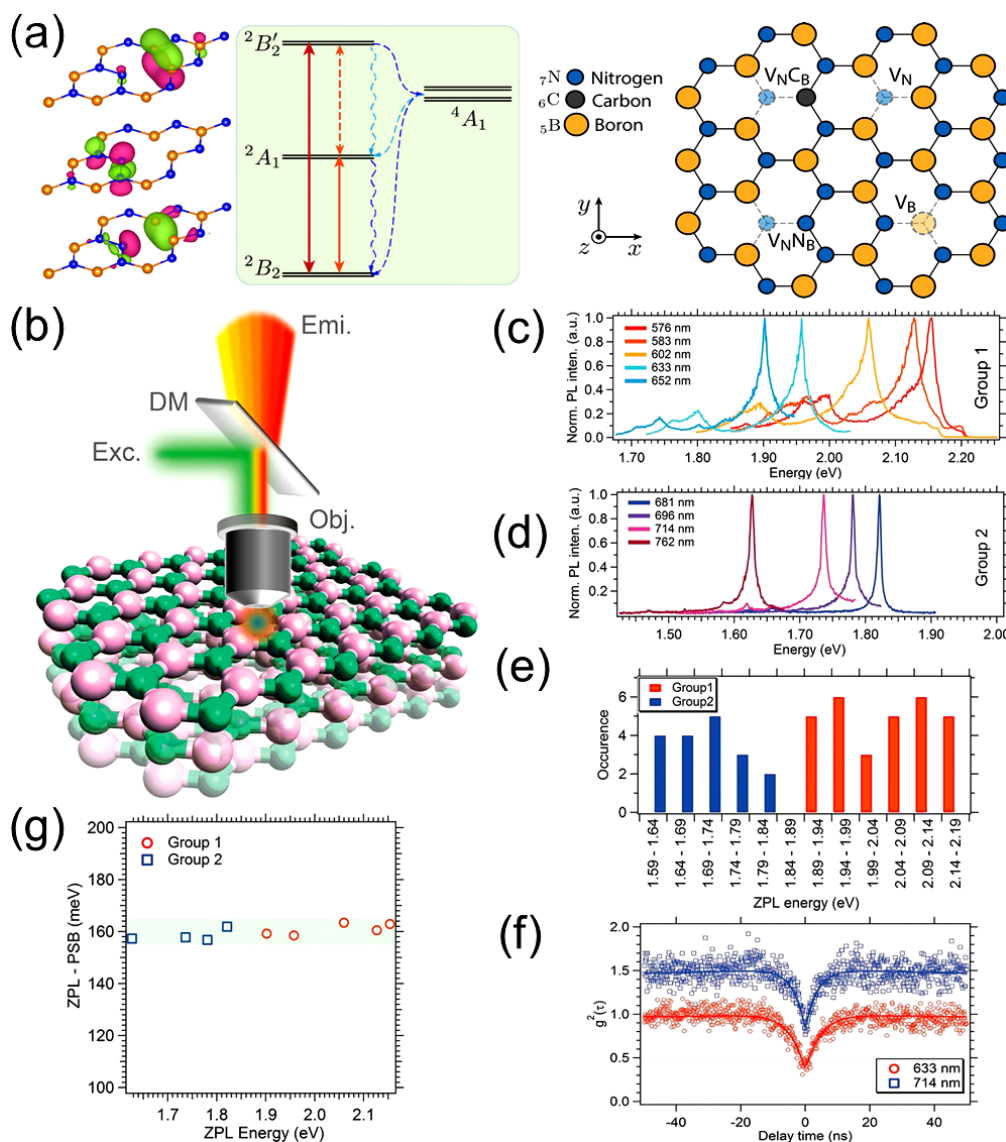 (a)
²B′₂
²A₁
²B₂
⁴A₁
₇N Nitrogen
₆C Carbon
₅B Boron
V_NC_B
V_N
V_B
V_NN_B
y
z
x
(b)
Emi.
DM
Exc.
Obj.
(c)
Norm. PL inten. (a.u.)
1.0
0.8
0.6
0.4
0.2
0.0
576 nm
583 nm
602 nm
633 nm
652 nm
Group 1
1.70
1.80
1.90
2.00
2.10
2.20
Energy (eV)
(d)
Norm. PL inten. (a.u.)
1.0
0.8
0.6
0.4
0.2
681 nm
696 nm
714 nm
762 nm
Group 2
1.50
1.60
1.70
1.80
1.90
2.00
Energy (eV)
(e)
Occurence
6
4
2
0
Group1
Group2
1.59 - 1.64
1.64 - 1.69
1.69 - 1.74
1.74 - 1.79
1.79 - 1.84
1.84 - 1.89
1.89 - 1.94
1.94 - 1.99
1.99 - 2.04
2.04 - 2.09
2.09 - 2.14
2.14 - 2.19
ZPL energy (eV)
(g)
ZPL - PSB (meV)
200
180
160
140
120
100
Group 1
Group 2
1.7
1.8
1.9
2.0
2.1
ZPL Energy (eV)
(f)
g²(τ)
2.0
1.5
1.0
0.5
0.0
633 nm
714 nm
-40
-20
0
20
40
Delay time (ns)